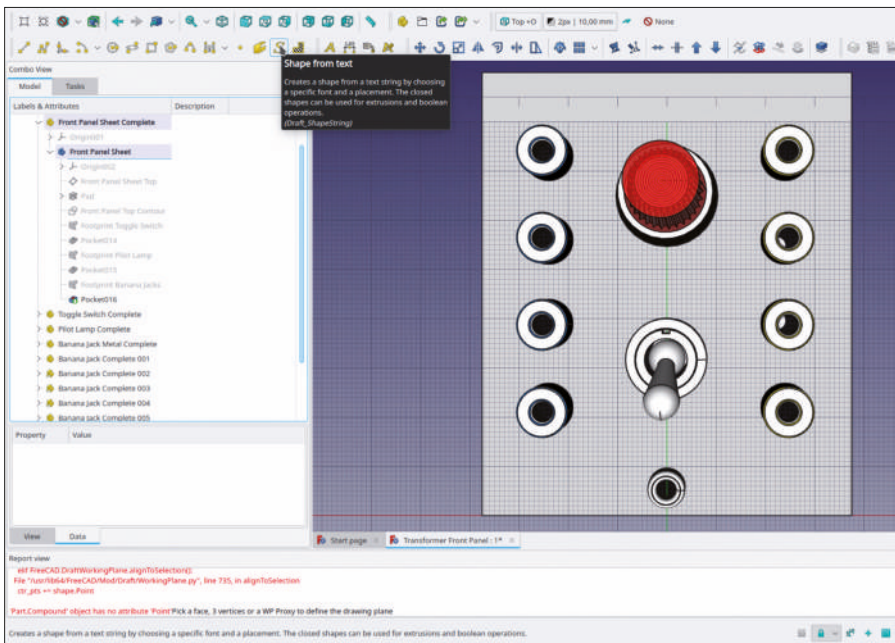 Top +O
2px | 10,00 mm
None
Shape from text
Creates a shape from a text string by choosing
a specific font and a placement. The closed
shapes can be used for extrusions and boolean
operations.
(Draft_ShapeString)
Combo View
Model
Tasks
Labels & Attributes
Description
Front Panel Sheet Complete
Origin001
Front Panel Sheet
Origin002
Front Panel Sheet Top
Pad
Front Panel Top Contour
Footprint Toggle Switch
Pocket014
Footprint Pilot Lamp
Pocket015
Footprint Banana Jacks
Pocket016
Toggle Switch Complete
Pilot Lamp Complete
Banana Jack Metal Complete
Banana Jack Complete 001
Banana Jack Complete 002
Banana Jack Complete 003
Banana Jack Complete 004
Banana Jack Complete 005
Property
Value
View
Data
Start page
Transformer Front Panel : 1*
Report view
elif FreeCAD.DraftWorkingPlane.alignToSelection():
File "/usr/lib64/FreeCAD/Mod/Draft/WorkingPlane.py", line 735, in alignToSelection
ctr_pts += shape.Point
'Part.Compound' object has no attribute 'Point'Pick a face, 3 vertices or a WP Proxy to define the drawing plane
Creates a shape from a text string by choosing a specific font and a placement. The closed shapes can be used for extrusions and boolean operations.